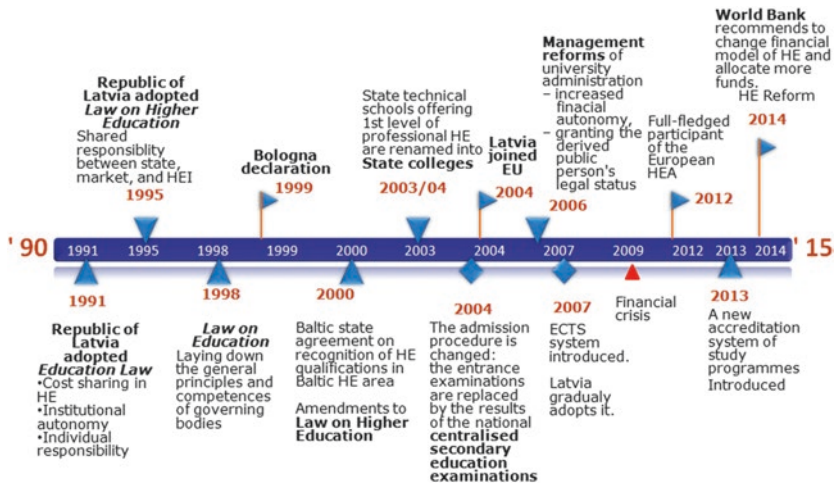 Republic of
Latvia adopted
Law on Higher
Education
Shared
responsiblity
between state,
market, and HEI
1995
Bologna
declaration
1999
State technical
schools offering
1st level of
professional HE
are renamed into
State colleges
2003/04
Latvia
joined
EU
2004
Management
reforms of
university
administration
– increased
finacial
autonomy,
– granting the
derived
public
person's
legal status
2006
Full-fledged
participant
of the
European
HEA
2012
World Bank
recommends to
change financial
model of HE and
allocate more
funds.
HE Reform
2014
'90
1991 1995 1998 1999 2000 2003 2004 2007 2009 2012 2013 2014
'15
1991
Republic of
Latvia
adopted
Education Law
•Cost sharing in
HE
•Institutional
autonomy
•Individual
responsibility
1998
Law on
Education
Laying down
the general
principles and
competences
of governing
bodies
2000
Baltic state
agreement on
recognition of HE
qualifications in
Baltic HE area
Amendments to
Law on Higher
Education
2004
The admission
procedure is
changed:
the entrance
examinations
are replaced
by the results
of the national
centralised
secondary
education
examinations
2007
ECTS
system
introduced.
Latvia
gradualy
adopts it.
Financial
crisis
2013
A new
accreditation
system of
study
programmes
Introduced